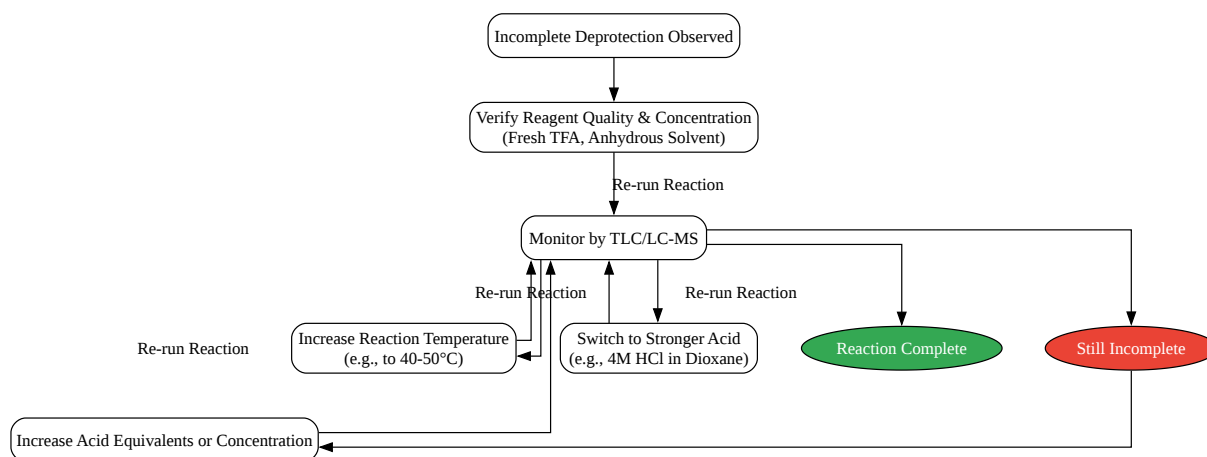 Incomplete Deprotection Observed
Verify Reagent Quality & Concentration
(Fresh TFA, Anhydrous Solvent)
Re-run Reaction
Monitor by TLC/LC-MS
Re-run Reaction
Re-run Reaction
Increase Reaction Temperature
(e.g., to 40-50°C)
Switch to Stronger Acid
(e.g., 4M HCl in Dioxane)
Reaction Complete
Still Incomplete
Re-run Reaction
Increase Acid Equivalents or Concentration